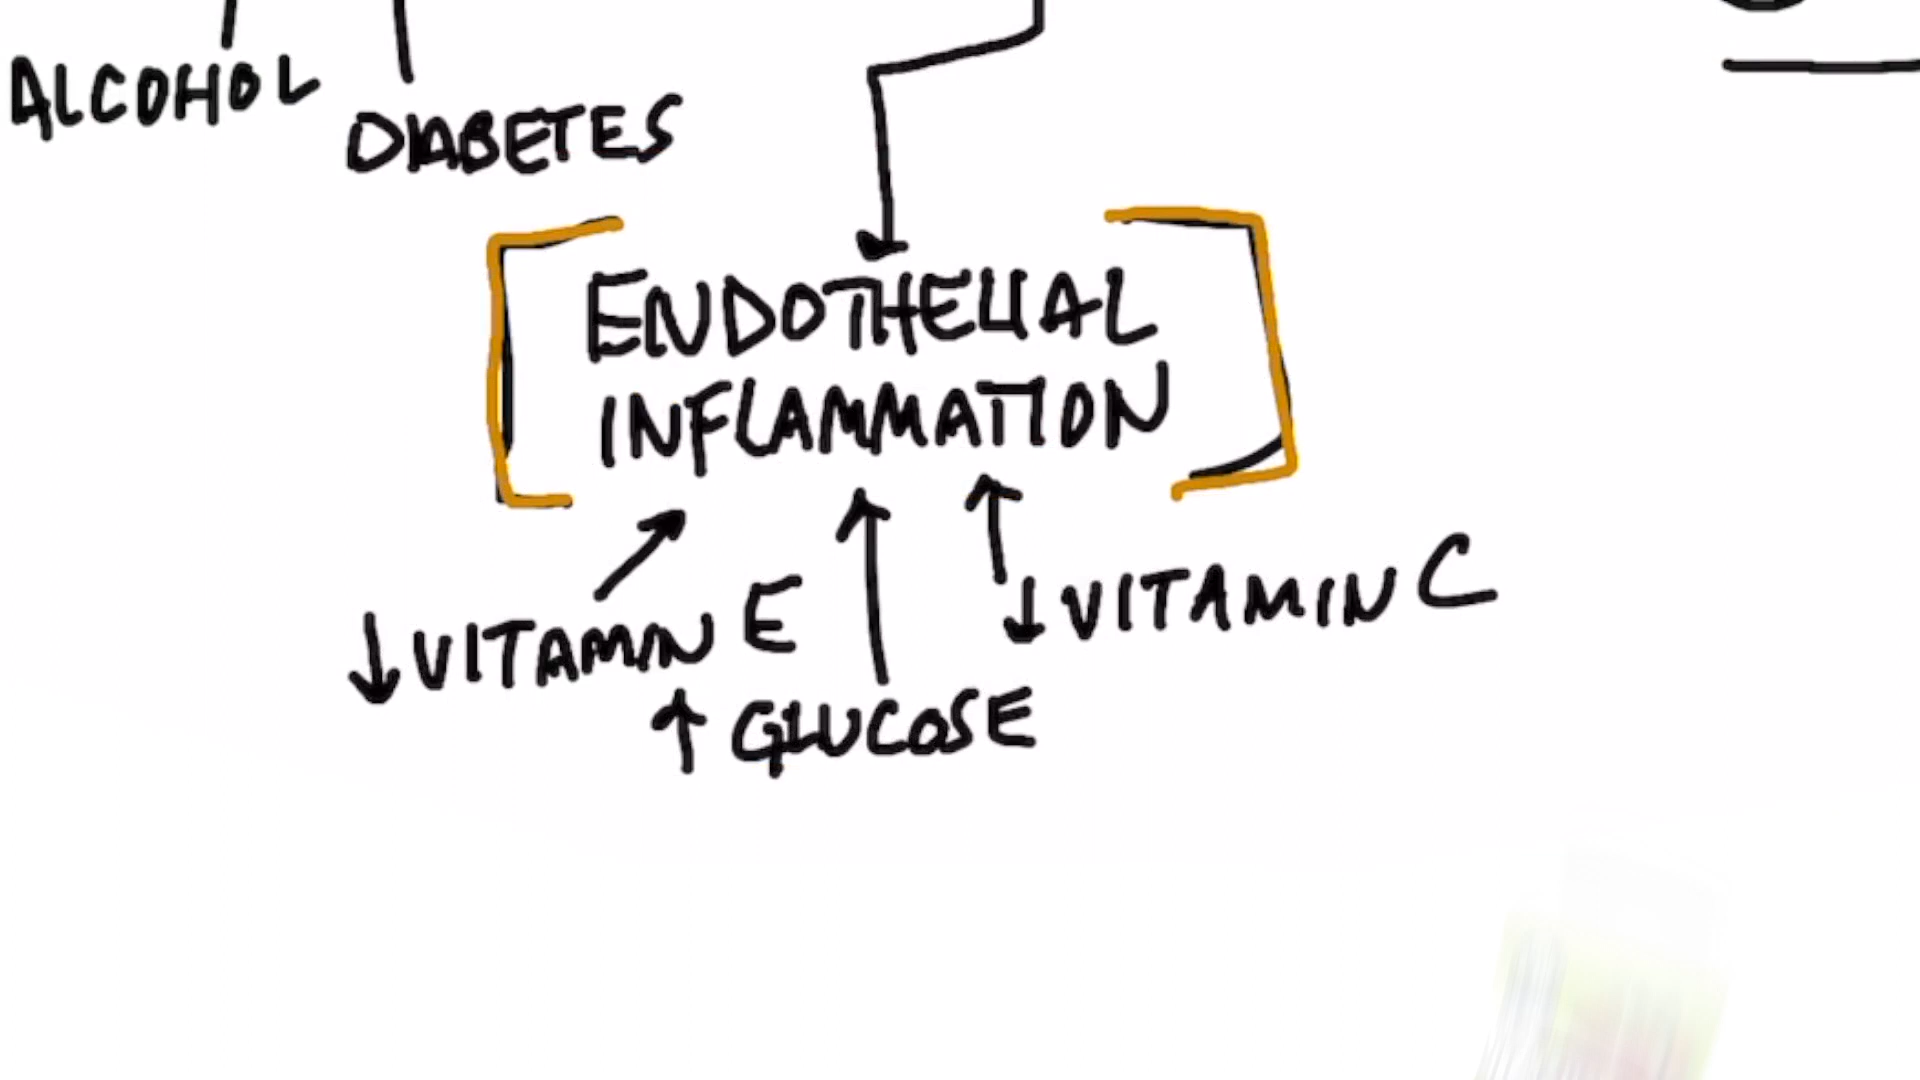 ALCOHOL
DIABETES
ENDOTHELIAL
INFLAMMATION
↓ VITAMIN E
↓ VITAMIN C
↑ GLUCOSE